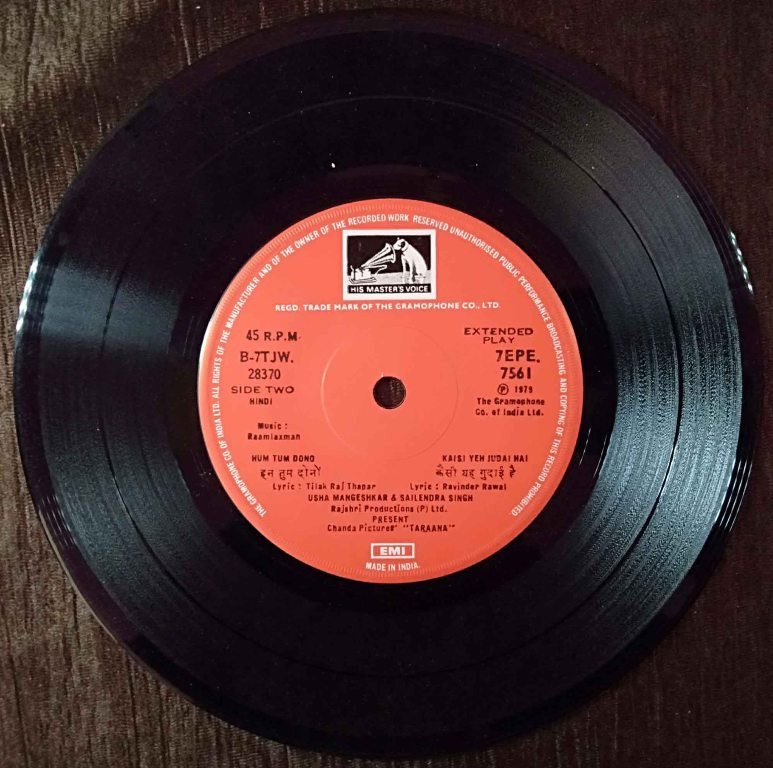 THE GRAMOPHONE CO. OF INDIA LTD. ALL RIGHTS OF THE MANUFACTURER AND OF THE OWNER OF THE RECORDED WORK RESERVED UNAUTHORISED PUBLIC PERFORMANCE BROADCASTING AND COPYING OF THIS RECORD PROHIBITED
HIS MASTER'S VOICE
REGD. TRADE MARK OF THE GRAMOPHONE CO., LTD.
45 R.P.M.
B-7TJW.
28370
SIDE TWO
HINDI
EXTENDED
PLAY
7EPE.
7561
Ⓟ 1979
The Gramophone
Co. of India Ltd.
Music :
Raamlaxman
HUM TUM DONO
हन तुम दोनों
Lyric : Tilak Raj Thapar
KAISI YEH JUDAI HAI
कैसी यह गुदाई है
Lyric : Ravinder Rawal
USHA MANGESHKAR & SAILENDRA SINGH
Rajshri Productions (P) Ltd.
PRESENT
Chanda Pictures' "TARAANA"
EMI
MADE IN INDIA.